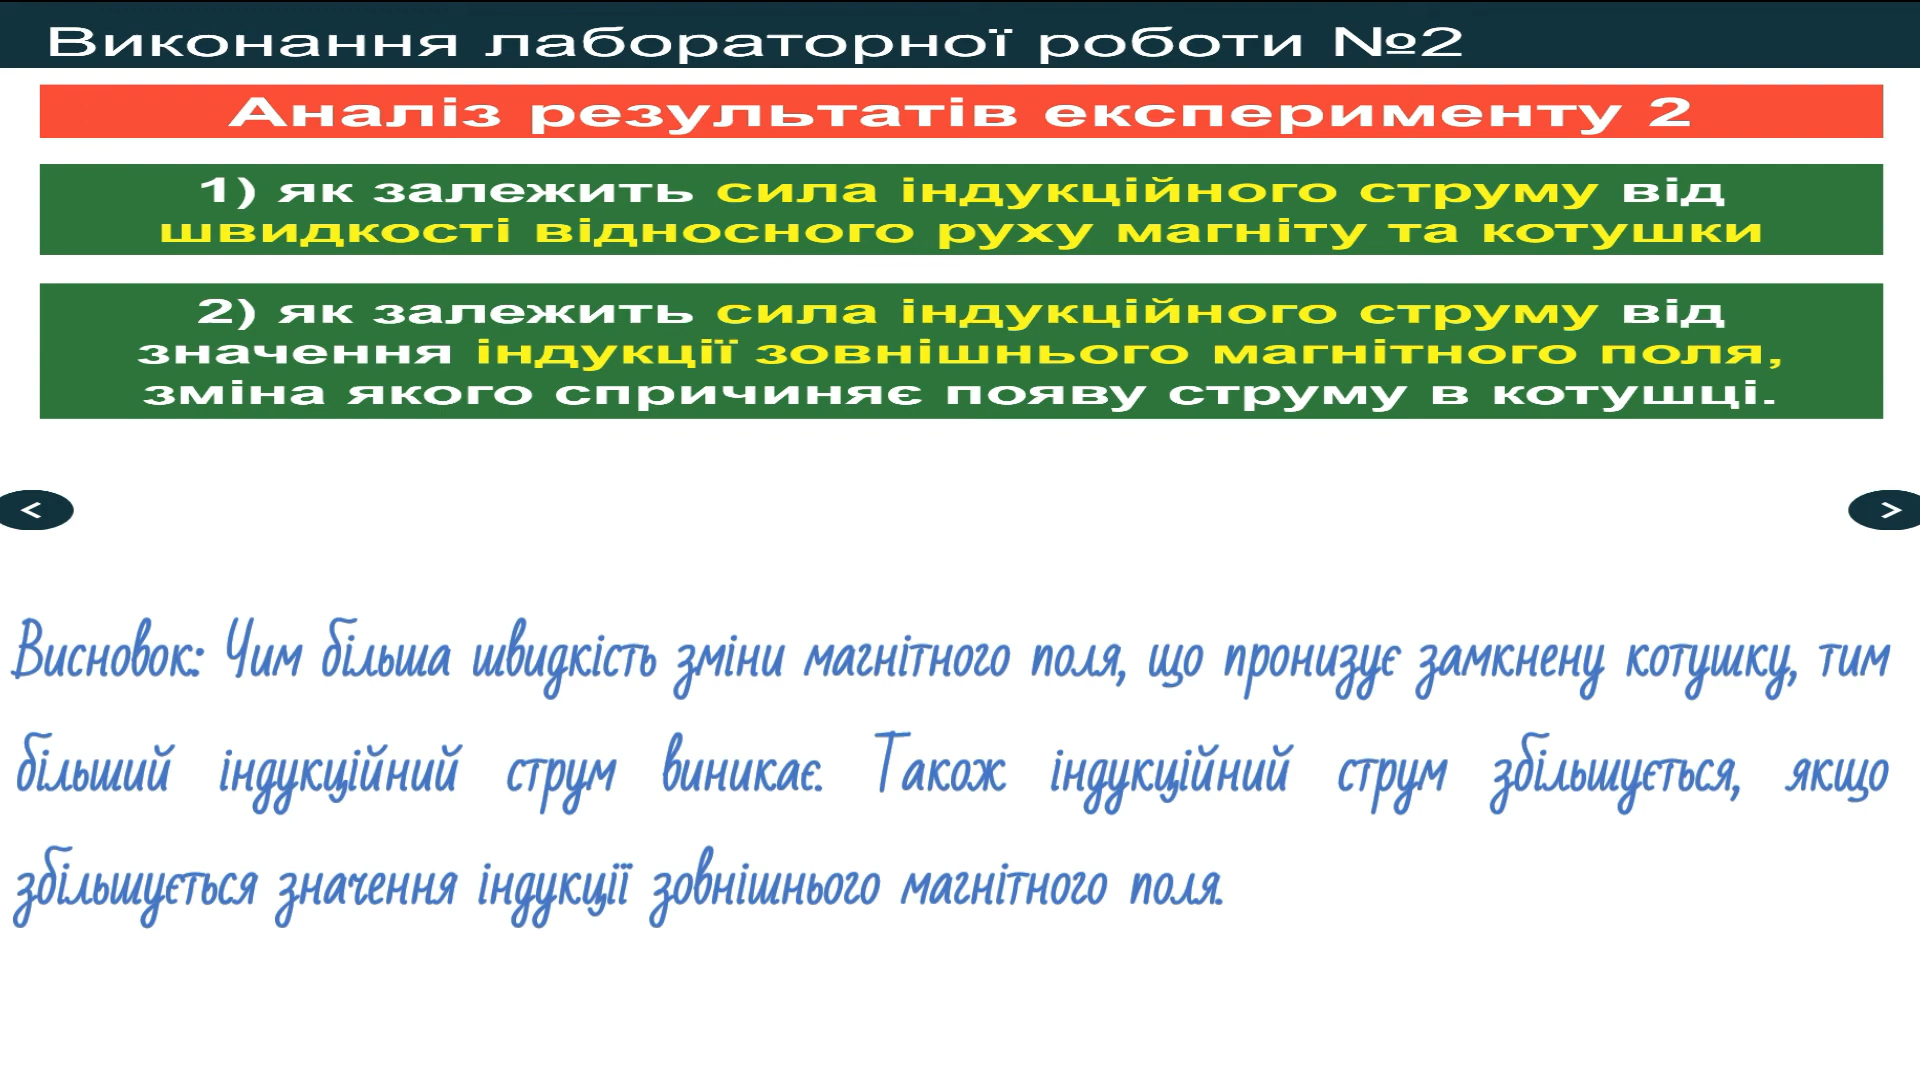 Виконання лабораторної роботи №2
Аналіз результатів експерименту 2
1) як залежить сила індукційного струму від
швидкості відносного руху магніту та котушки
2) як залежить сила індукційного струму від
значення індукції зовнішнього магнітного поля,
зміна якого спричиняє появу струму в котушці.
<
>
Висновок: Чим більша швидкість зміни магнітного поля, що пронизує замкнену котушку, тим
більший індукційний струм виникає. Також індукційний струм збільшується, якщо
збільшується значення індукції зовнішнього магнітного поля.